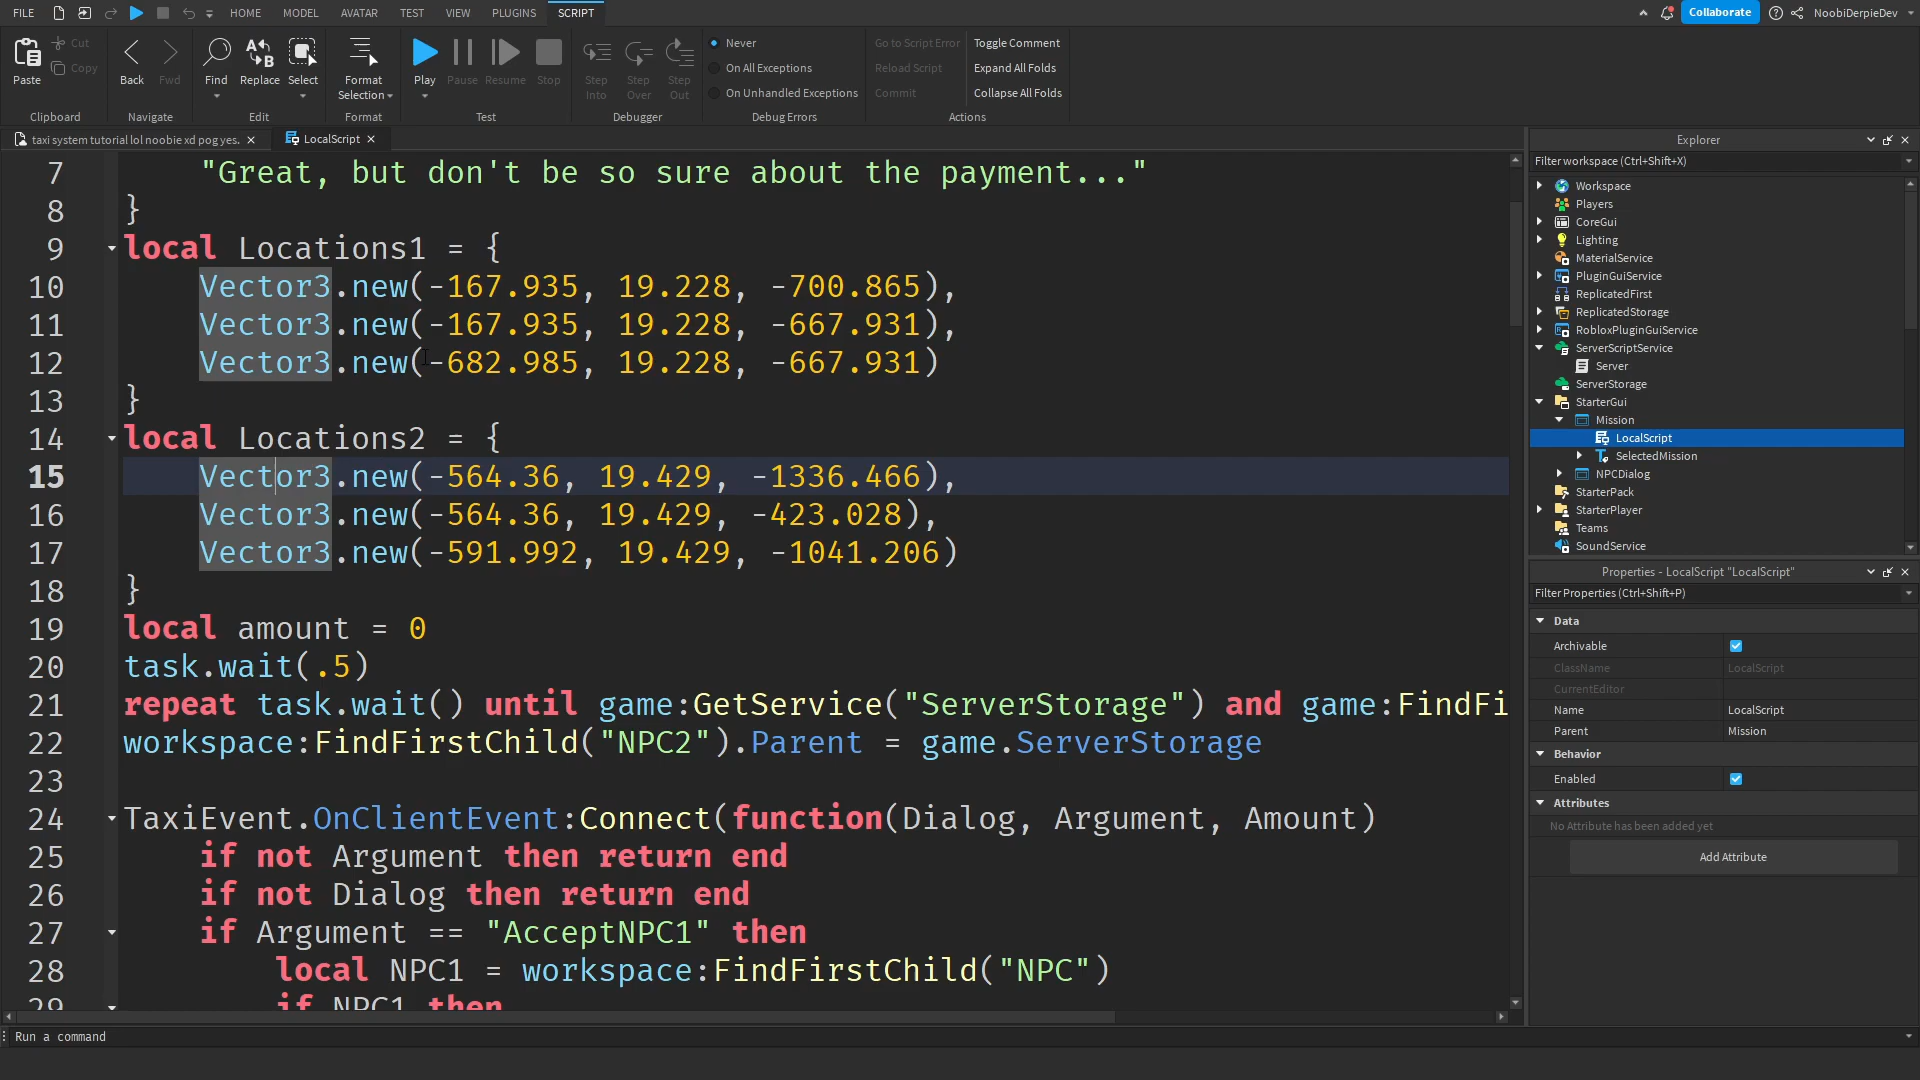 FILE HOME MODEL AVATAR TEST VIEW PLUGINS SCRIPT Collaborate NoobiDerpieDev
Paste Cut Copy Clipboard
Back Fwd Navigate
Find Replace Select Edit
Format Selection Format
Play Pause Resume Stop Test
Step Into Step Over Step Out Debugger
Never
On All Exceptions
On Unhandled Exceptions
Debug Errors
Go to Script Error Toggle Comment
Reload Script Expand All Folds
Commit Collapse All Folds
Actions
taxi system tutorial lol noobie xd pog yes. LocalScript
7 "Great, but don't be so sure about the payment..."
8 }
9 local Locations1 = {
10 Vector3.new(-167.935, 19.228, -700.865),
11 Vector3.new(-167.935, 19.228, -667.931),
12 Vector3.new(-682.985, 19.228, -667.931)
13 }
14 local Locations2 = {
15 Vector3.new(-564.36, 19.429, -1336.466),
16 Vector3.new(-564.36, 19.429, -423.028),
17 Vector3.new(-591.992, 19.429, -1041.206)
18 }
19 local amount = 0
20 task.wait(.5)
21 repeat task.wait() until game:GetService("ServerStorage") and game:FindFi
22 workspace:FindFirstChild("NPC2").Parent = game.ServerStorage
23
24 TaxiEvent.OnClientEvent:Connect(function(Dialog, Argument, Amount)
25 if not Argument then return end
26 if not Dialog then return end
27 if Argument == "AcceptNPC1" then
28 local NPC1 = workspace:FindFirstChild("NPC")
29 if NPC1 then
Run a command
Explorer
Filter workspace (Ctrl+Shift+X)
Workspace
Players
CoreGui
Lighting
MaterialService
PluginGuiService
ReplicatedFirst
ReplicatedStorage
RobloxPluginGuiService
ServerScriptService
Server
ServerStorage
StarterGui
Mission
LocalScript
SelectedMission
NPCDialog
StarterPack
StarterPlayer
Teams
SoundService
Properties - LocalScript "LocalScript"
Filter Properties (Ctrl+Shift+P)
Data
Archivable
ClassName LocalScript
CurrentEditor
Name LocalScript
Parent Mission
Behavior
Enabled
Attributes
No Attribute has been added yet
Add Attribute